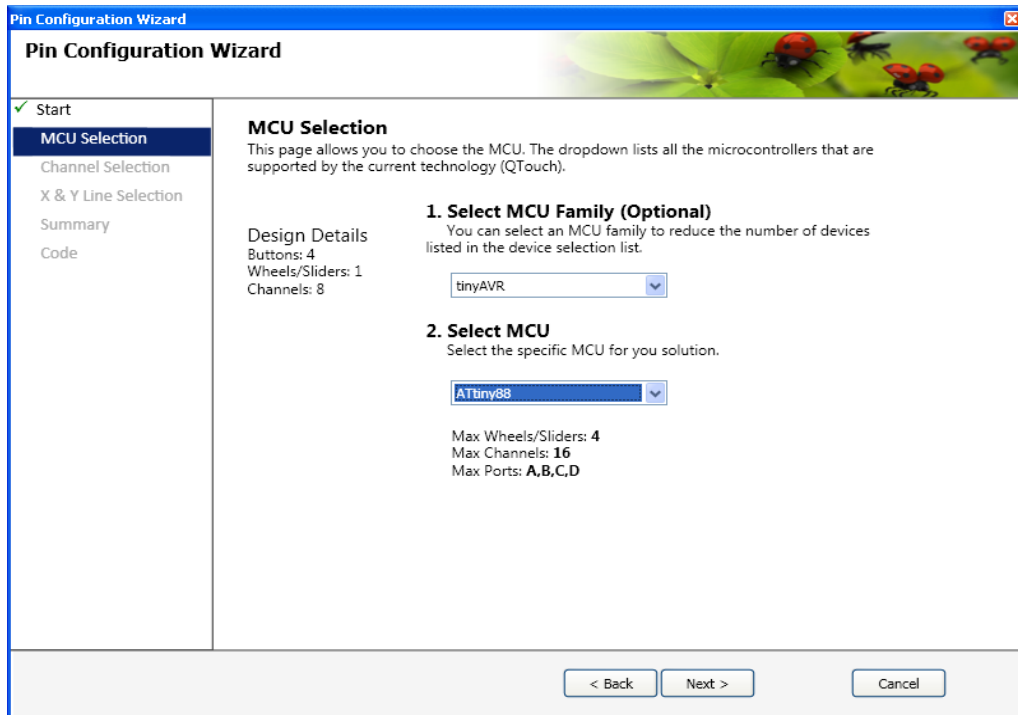 Pin Configuration Wizard
Pin Configuration Wizard
Start
MCU Selection
Channel Selection
X & Y Line Selection
Summary
Code
MCU Selection
This page allows you to choose the MCU. The dropdown lists all the microcontrollers that are
supported by the current technology (QTouch).
Design Details
Buttons: 4
Wheels/Sliders: 1
Channels: 8
1. Select MCU Family (Optional)
You can select an MCU family to reduce the number of devices
listed in the device selection list.
tinyAVR
2. Select MCU
Select the specific MCU for you solution.
ATtiny88
Max Wheels/Sliders: 4
Max Channels: 16
Max Ports: A,B,C,D
< Back
Next >
Cancel